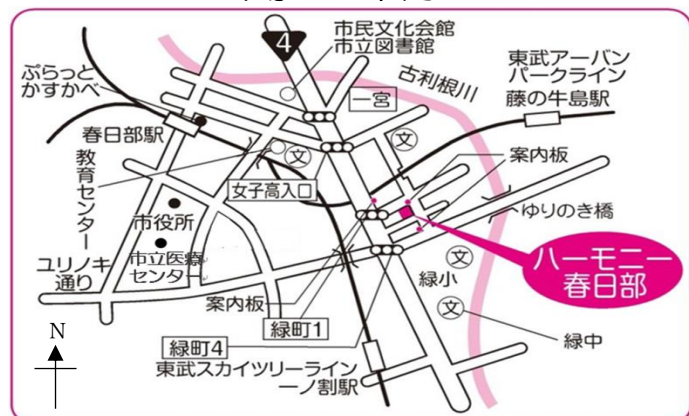 4
市民文化会館
市立図書館
ぷらっと
かすかべ
古利根川
東武アーバン
パークライン
藤の牛島駅
一宮
春日部駅
文
文
案内板
教育センター
女子高入口
ゆりのき橋
市役所
市立医療
センター
ユリノキ
通り
ハーモニー
春日部
文
緑小
案内板
文
緑町1
緑中
緑町4
東武スカイツリーライン
一ノ割駅
N